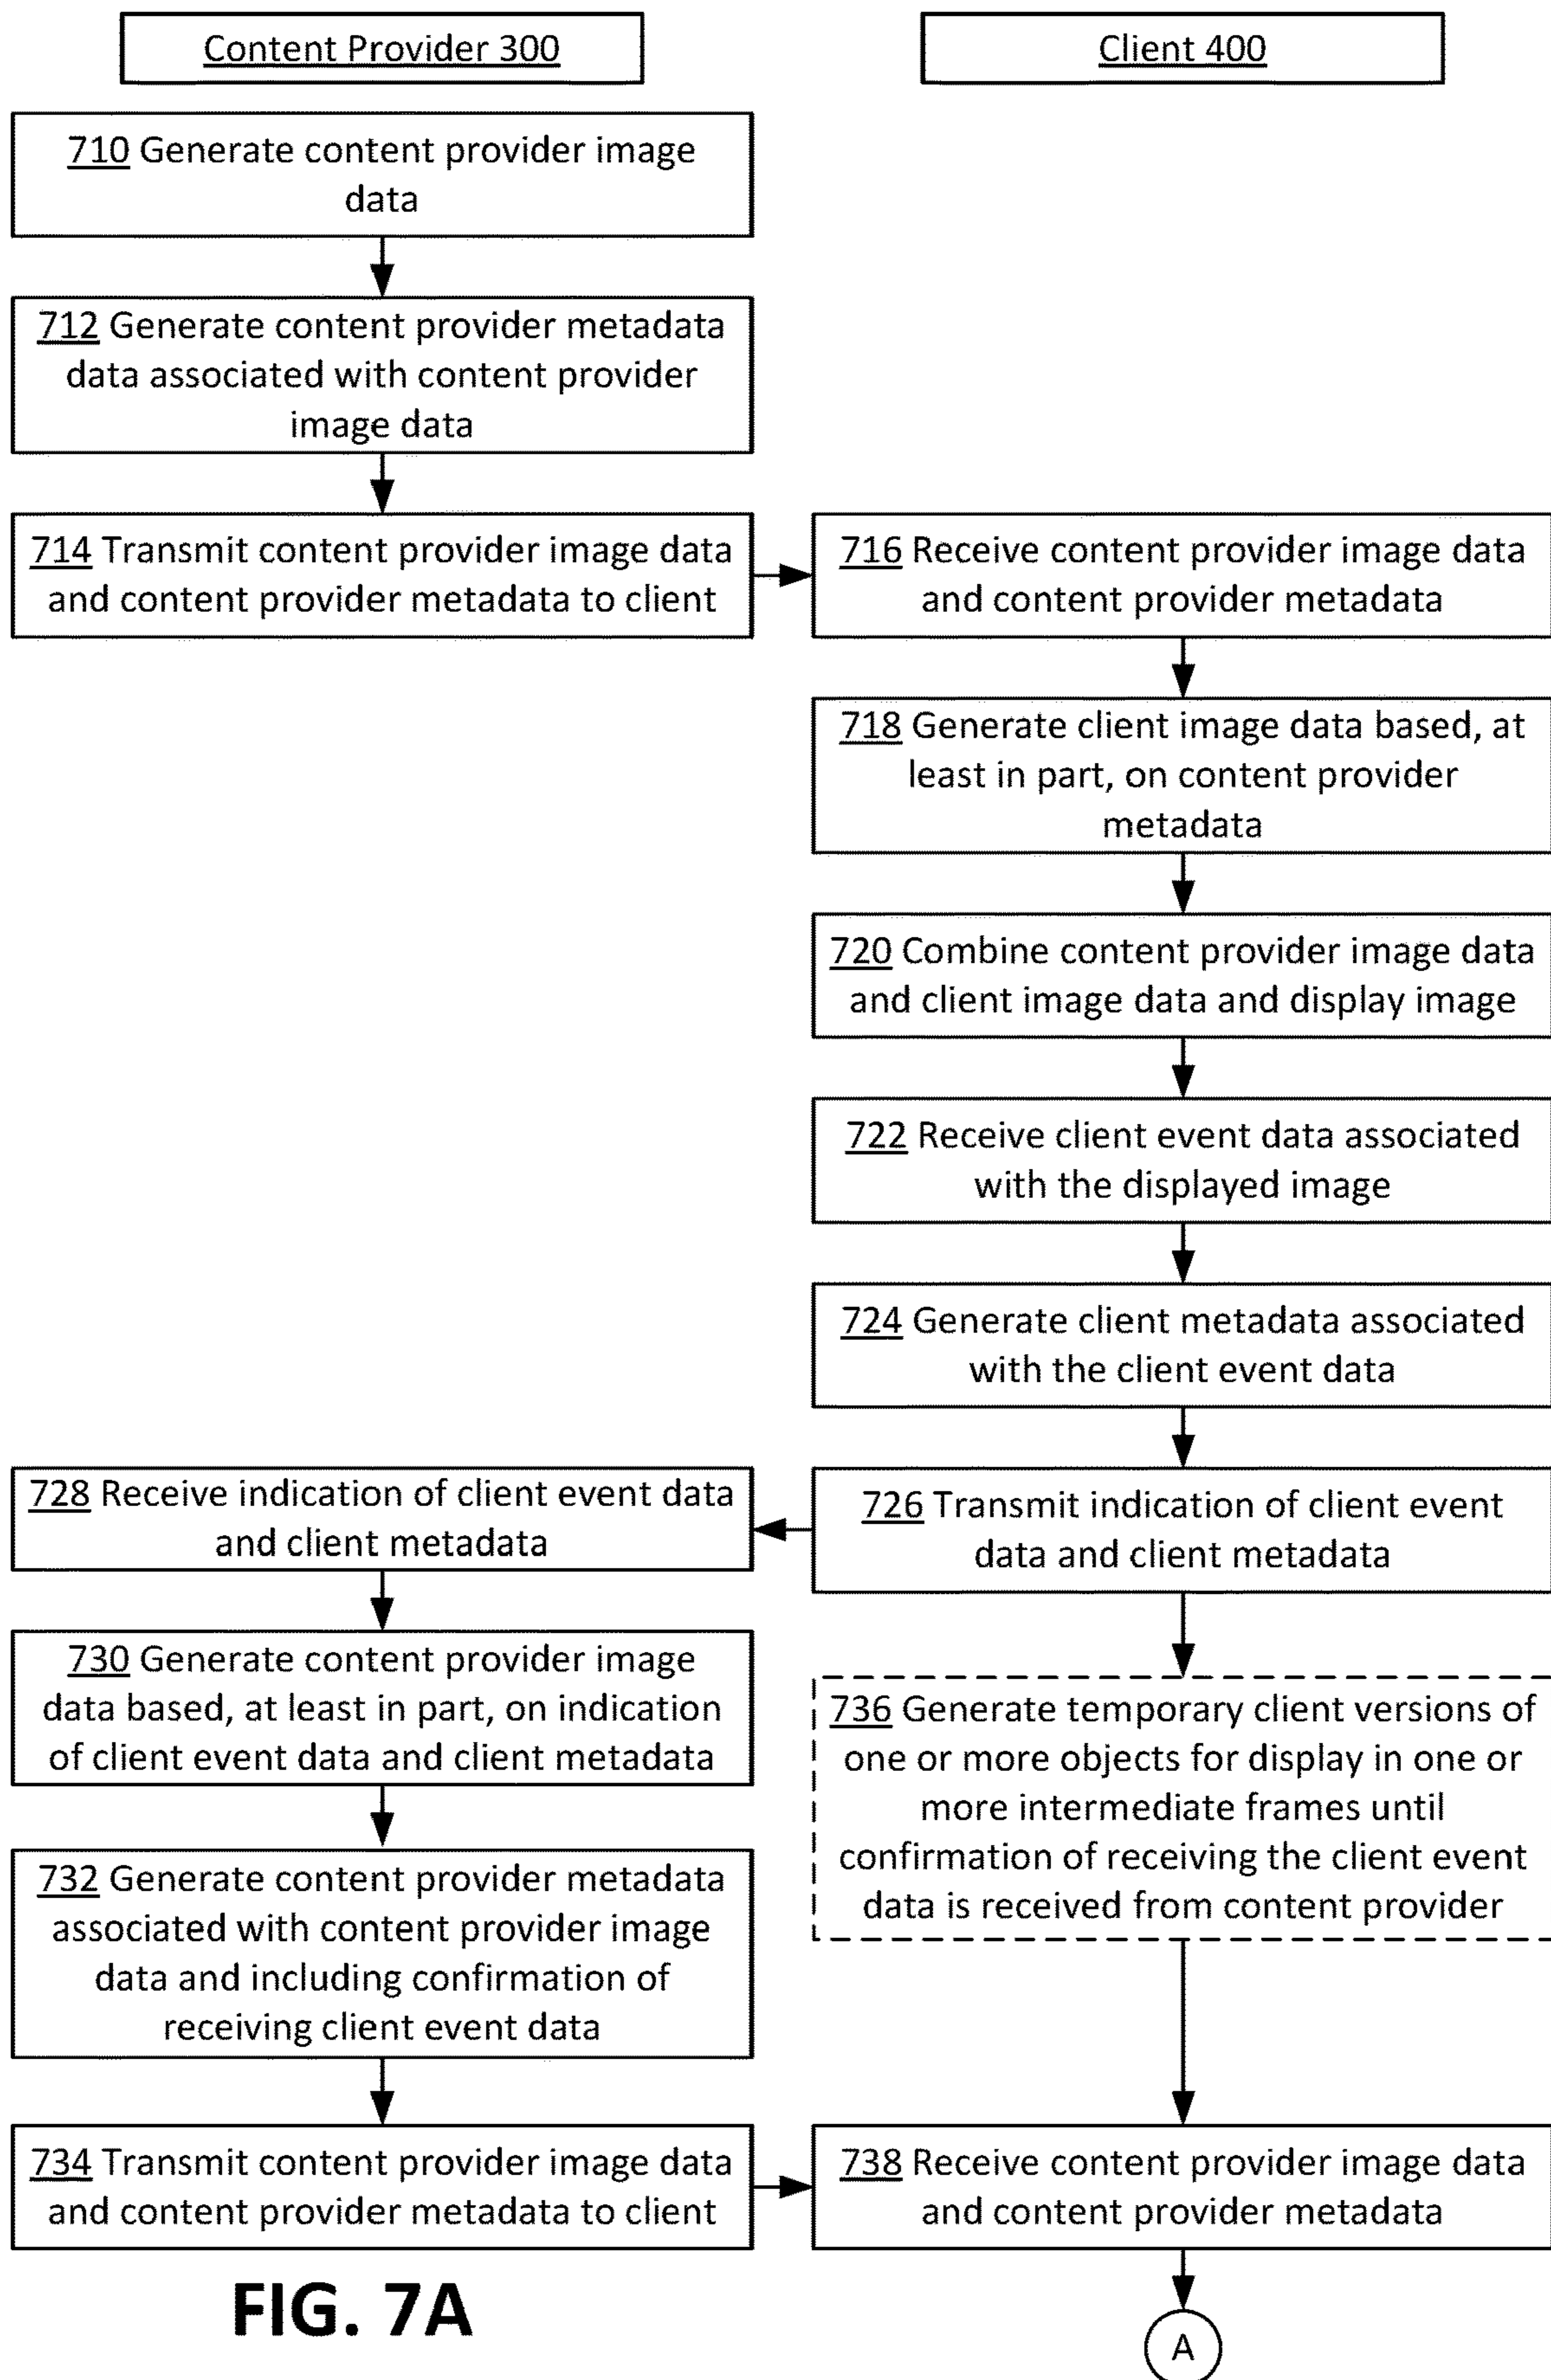 Content Provider 300
Client 400
710 Generate content provider image
data
712 Generate content provider metadata
data associated with content provider
image data
714 Transmit content provider image data
and content provider metadata to client
716 Receive content provider image data
and content provider metadata
718 Generate client image data based, at
least in part, on content provider
metadata
720 Combine content provider image data
and client image data and display image
722 Receive client event data associated
with the displayed image
724 Generate client metadata associated
with the client event data
726 Transmit indication of client event
data and client metadata
728 Receive indication of client event data
and client metadata
730 Generate content provider image
data based, at least in part, on indication
of client event data and client metadata
732 Generate content provider metadata
associated with content provider image
data and including confirmation of
receiving client event data
734 Transmit content provider image data
and content provider metadata to client
736 Generate temporary client versions of
one or more objects for display in one or
more intermediate frames until
confirmation of receiving the client event
data is received from content provider
738 Receive content provider image data
and content provider metadata
A
FIG. 7A